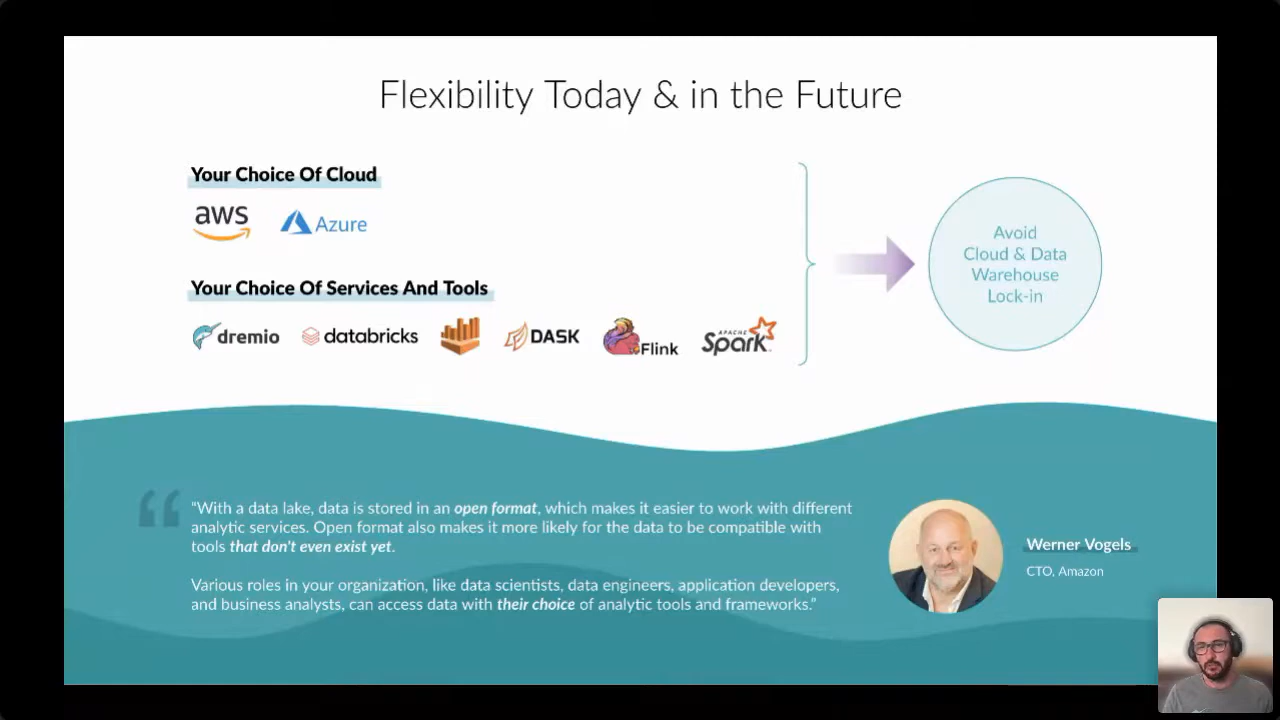 Flexibility Today & in the Future
Your Choice Of Cloud
aws
Azure
Your Choice Of Services And Tools
dremio
databricks
DASK
Flink
APACHE
Spark
Avoid
Cloud & Data
Warehouse
Lock-in
"With a data lake, data is stored in an open format, which makes it easier to work with different
analytic services. Open format also makes it more likely for the data to be compatible with
tools that don't even exist yet.
Various roles in your organization, like data scientists, data engineers, application developers,
and business analysts, can access data with their choice of analytic tools and frameworks."
Werner Vogels
CTO, Amazon